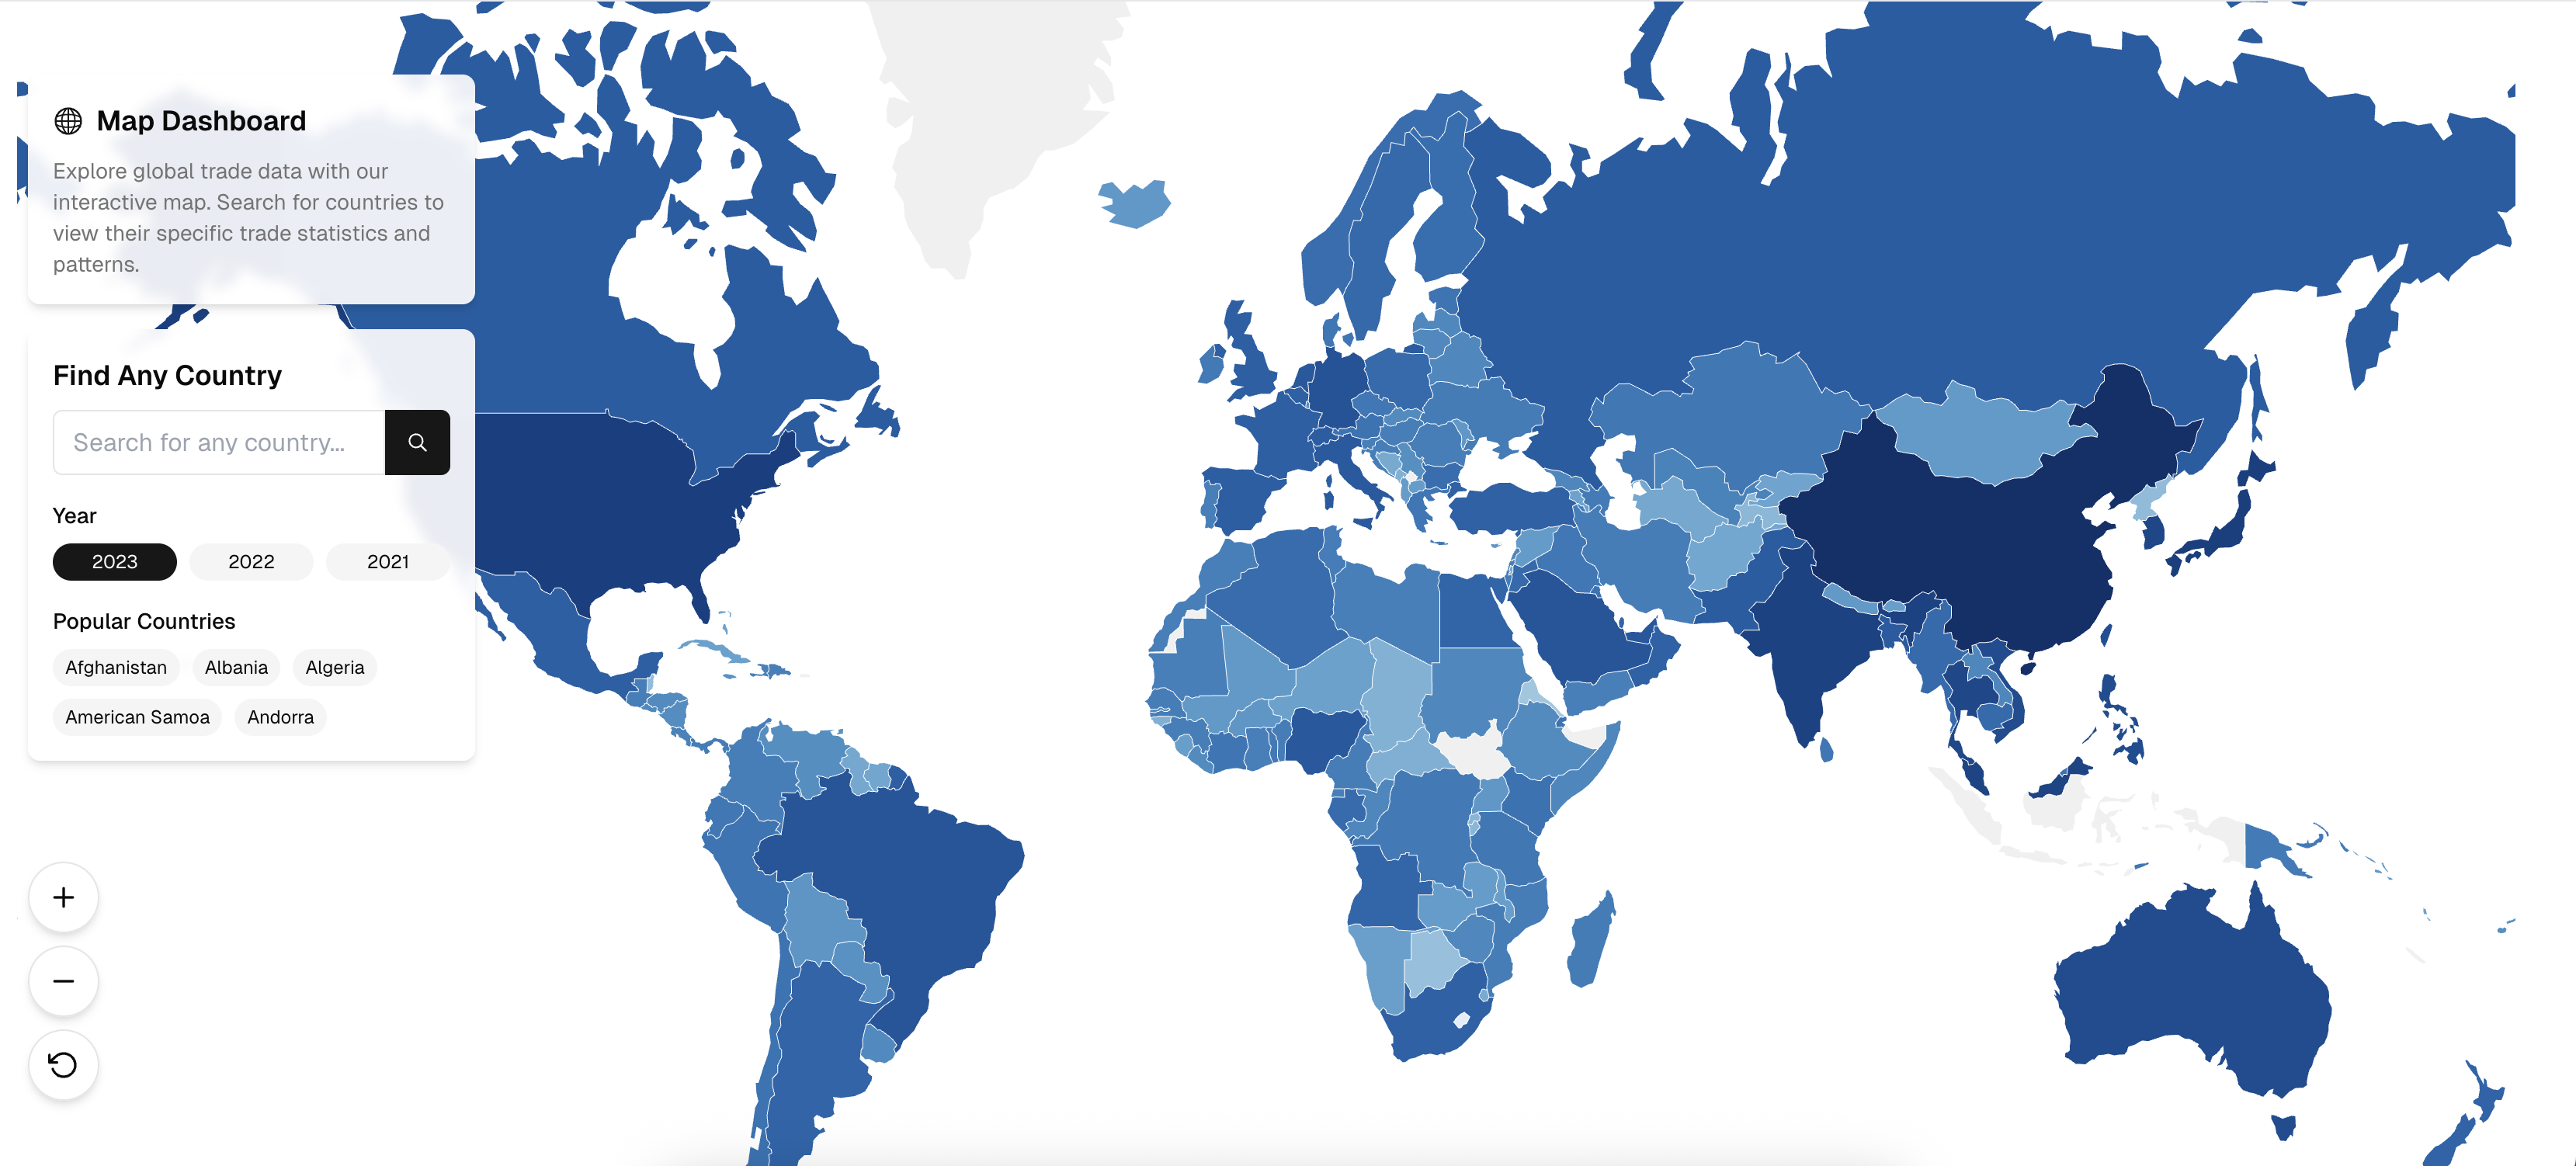 Map Dashboard
Explore global trade data with our
interactive map. Search for countries to
view their specific trade statistics and
patterns.
Find Any Country
Search for any country...
Year
2023 2022 2021
Popular Countries
Afghanistan Albania Algeria
American Samoa Andorra